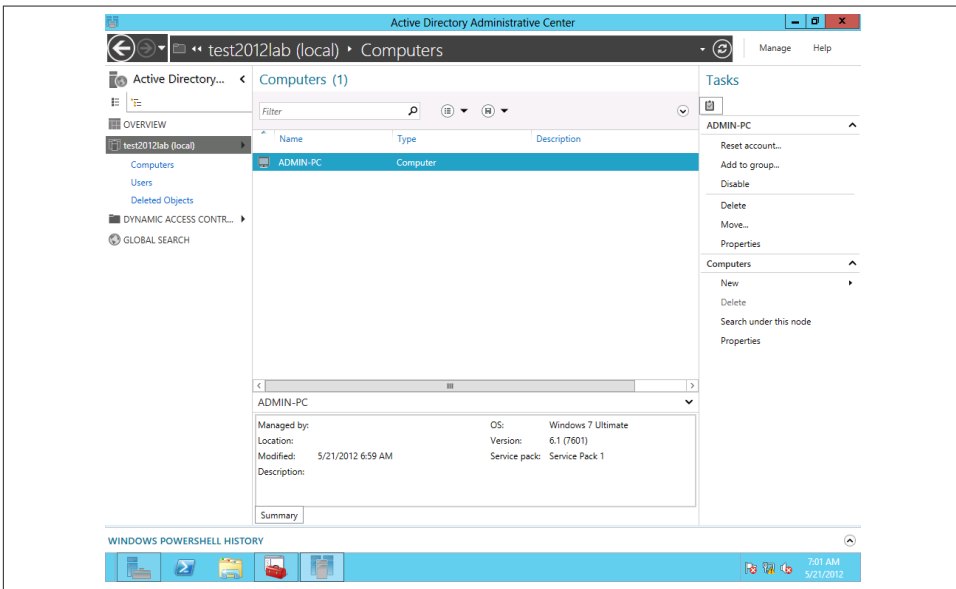 Active Directory Administrative Center
test2012lab (local) ‣ Computers
Manage
Help
Active Directory...
OVERVIEW
test2012lab (local)
Computers
Users
Deleted Objects
DYNAMIC ACCESS CONTR...
GLOBAL SEARCH
Computers (1)
Filter
Name Type Description
ADMIN-PC Computer
ADMIN-PC
Managed by:
Location:
Modified: 5/21/2012 6:59 AM
Description:
OS: Windows 7 Ultimate
Version: 6.1 (7601)
Service pack: Service Pack 1
Summary
Tasks
ADMIN-PC
Reset account...
Add to group...
Disable
Delete
Move...
Properties
Computers
New
Delete
Search under this node
Properties
WINDOWS POWERSHELL HISTORY
7:01 AM
5/21/2012